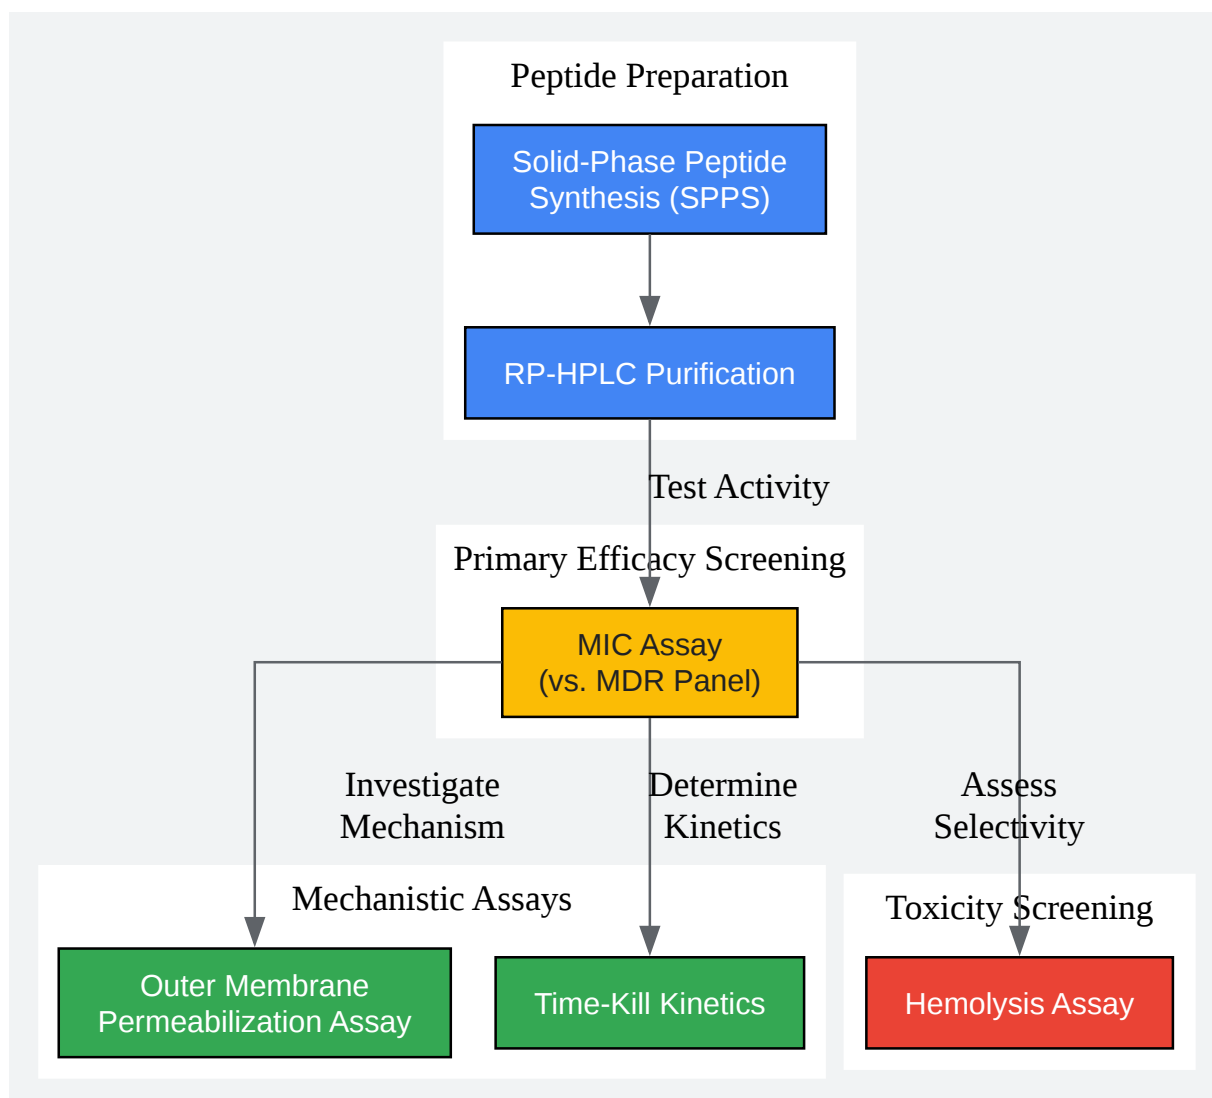 Peptide Preparation
Solid-Phase Peptide
Synthesis (SPPS)
RP-HPLC Purification
Test Activity
Primary Efficacy Screening
MIC Assay
(vs. MDR Panel)
Investigate
Mechanism
Determine
Kinetics
Assess
Selectivity
Mechanistic Assays
Outer Membrane
Permeabilization Assay
Time-Kill Kinetics
Toxicity Screening
Hemolysis Assay